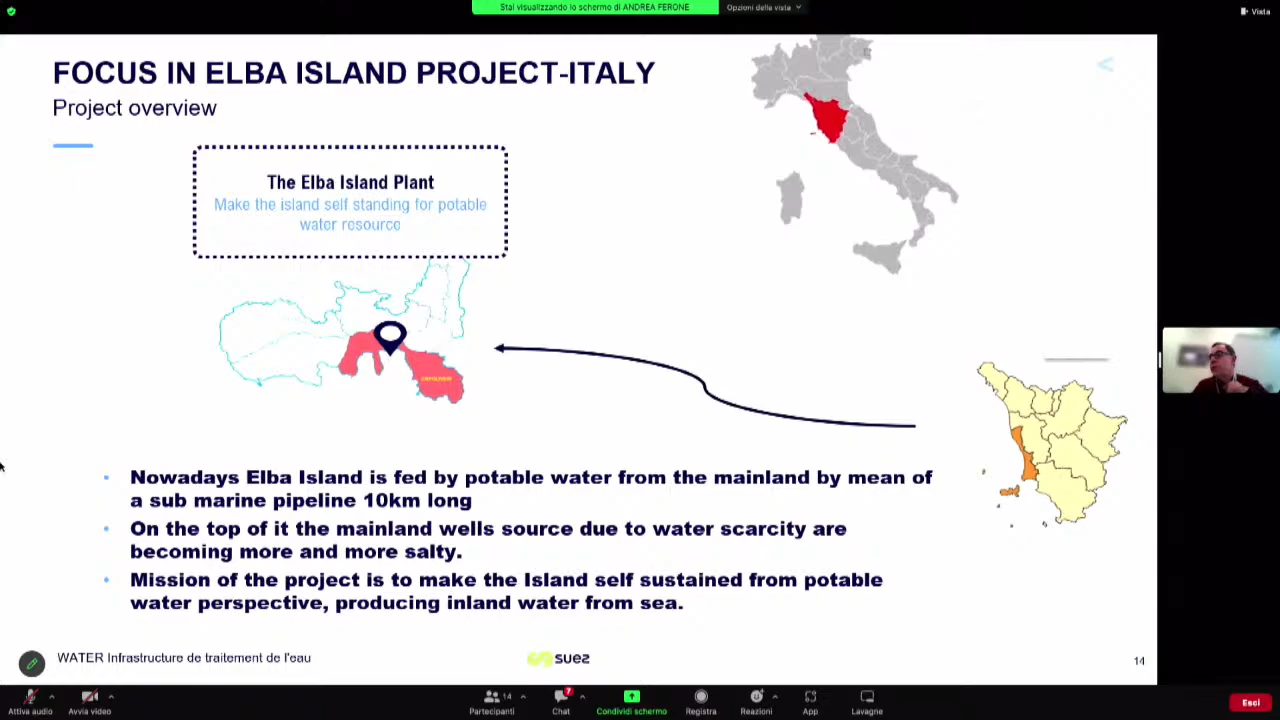 Stai visualizzando lo schermo di ANDREA FERONE
Opzioni della vista
Vista
FOCUS IN ELBA ISLAND PROJECT-ITALY
Project overview
The Elba Island Plant
Make the island self standing for potable
water resource
Nowadays Elba Island is fed by potable water from the mainland by mean of
a sub marine pipeline 10km long
On the top of it the mainland wells source due to water scarcity are
becoming more and more salty.
Mission of the project is to make the Island self sustained from potable
water perspective, producing inland water from sea.
WATER Infrastructure de traitement de l'eau
suez
14
Attiva audio
Avvia video
Partecipanti
14
Chat
7
Condividi schermo
Registra
Reazioni
App
Lavagne
Esci